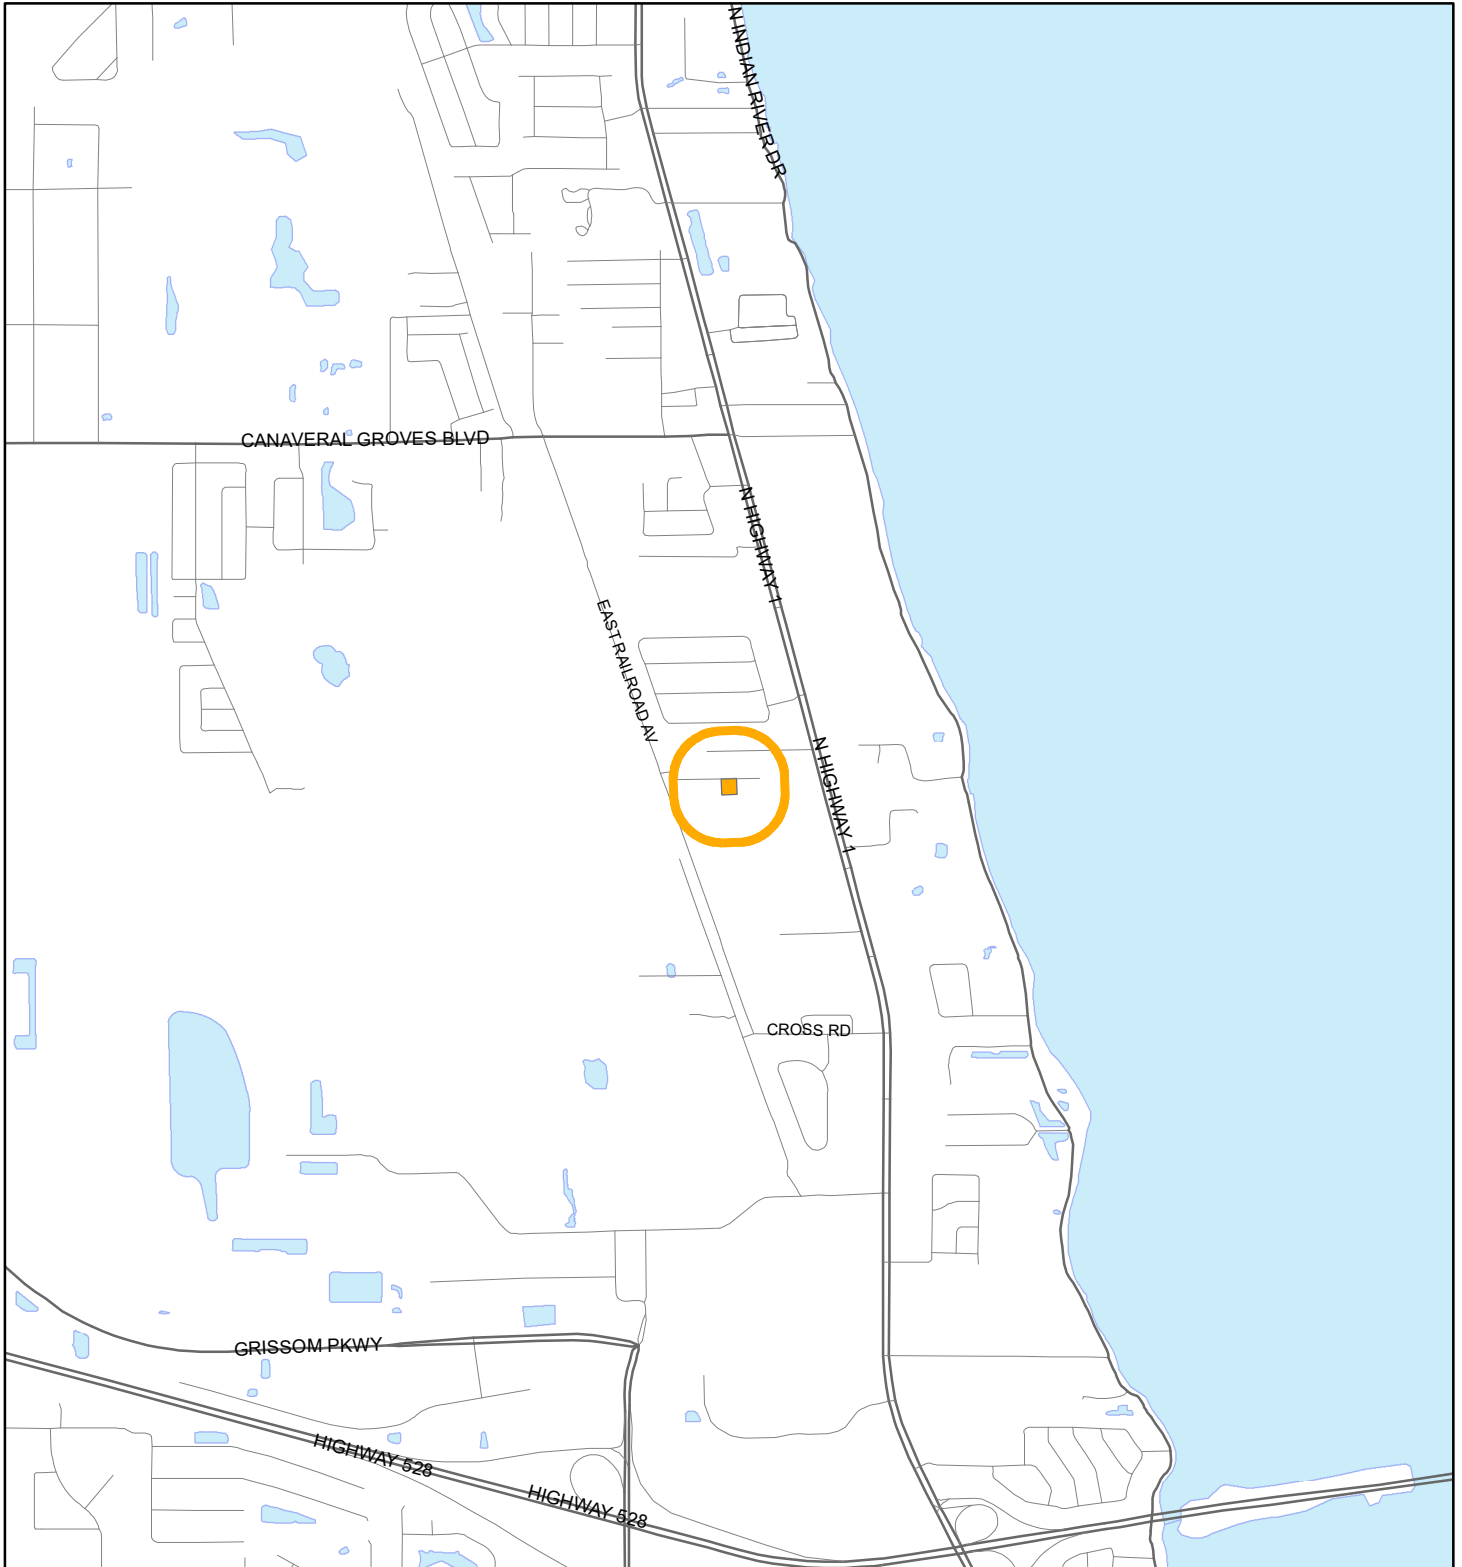 N INDIAN RIVER DR
CANAVERAL GROVES BLVD
N HIGHWAY 1
EAST RAILROAD AV
N HIGHWAY 1
CROSS RD
GRISSOM PKWY
HIGHWAY 528
HIGHWAY 528